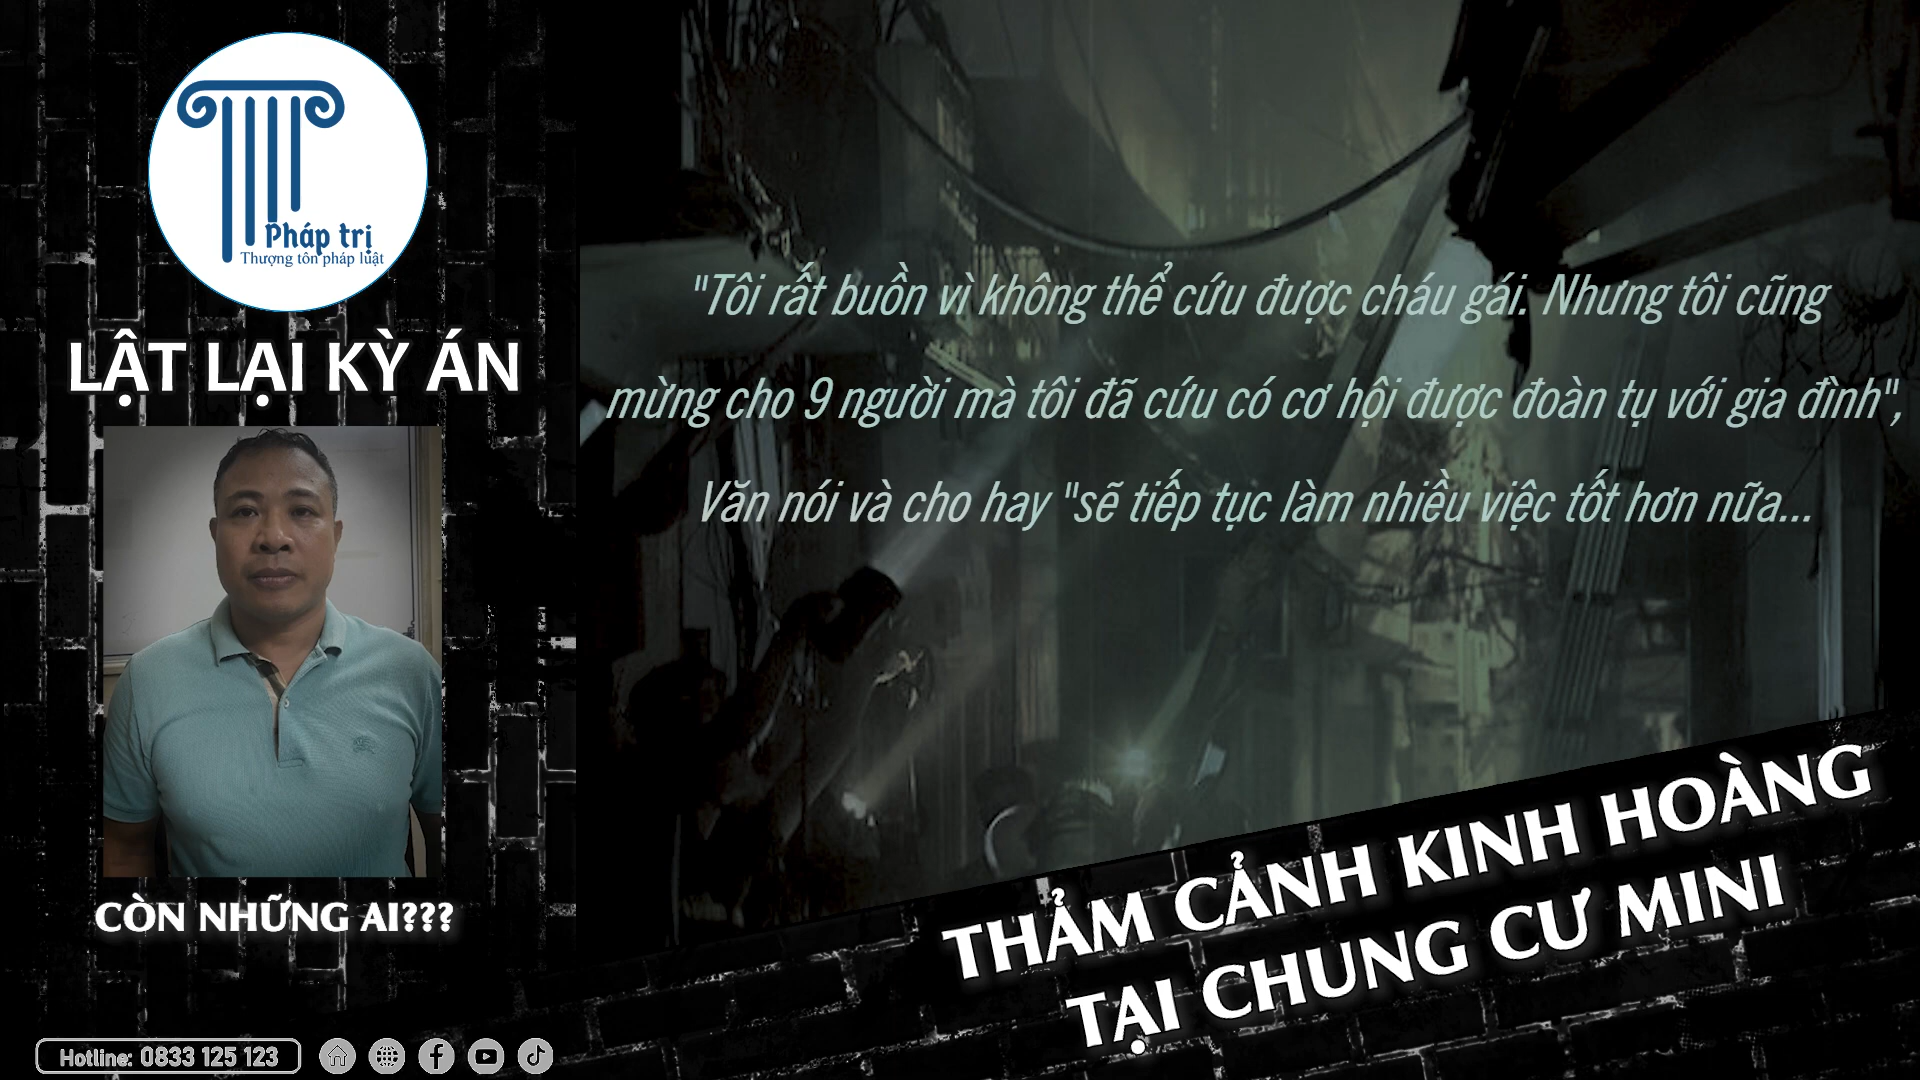 Pháp trị
Thượng tôn pháp luật
LẬT LẠI KỲ ÁN
CÒN NHỮNG AI???
Hotline: 0833 125 123
"Tôi rất buồn vì không thể cứu được cháu gái. Nhưng tôi cũng
mừng cho 9 người mà tôi đã cứu có cơ hội được đoàn tụ với gia đình",
Văn nói và cho hay "sẽ tiếp tục làm nhiều việc tốt hơn nữa...
THẢM CẢNH KINH HOÀNG
TẠI CHUNG CƯ MINI